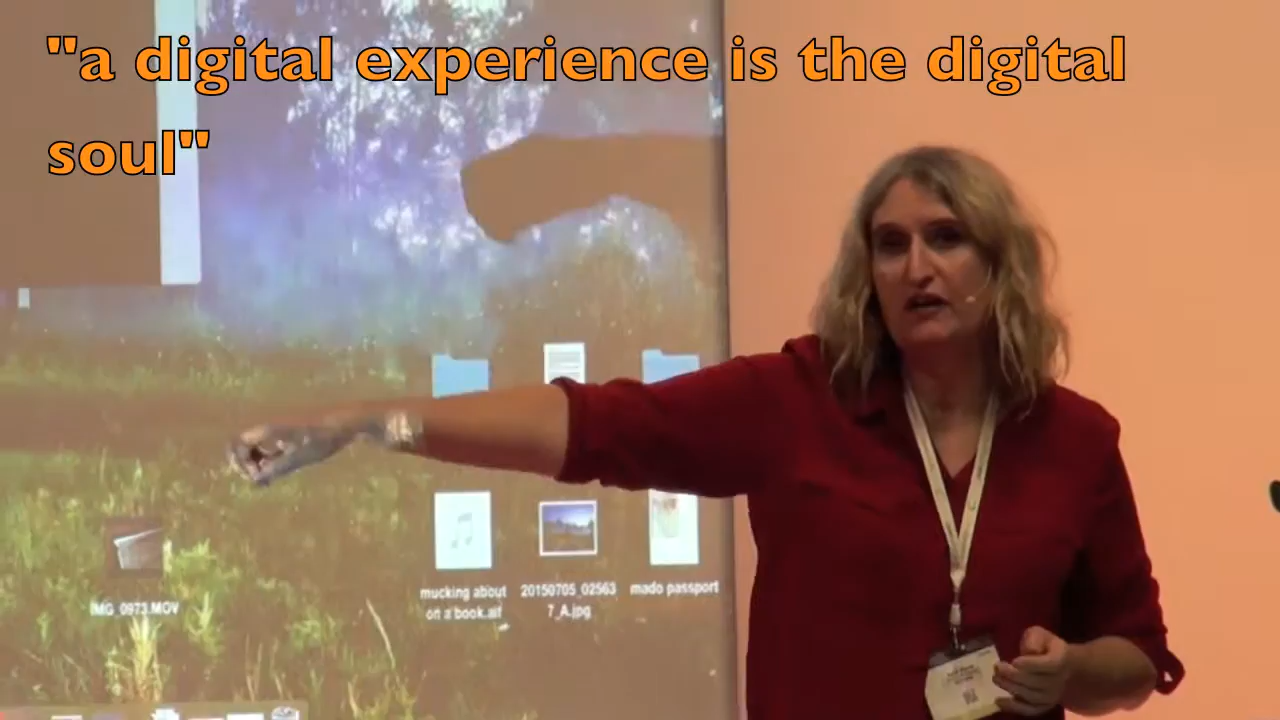 "a digital experience is the digital
soul"
IMG_0973.MOV
mucking about
on a book.aif
20150705_02563
7_A.jpg
mado passport